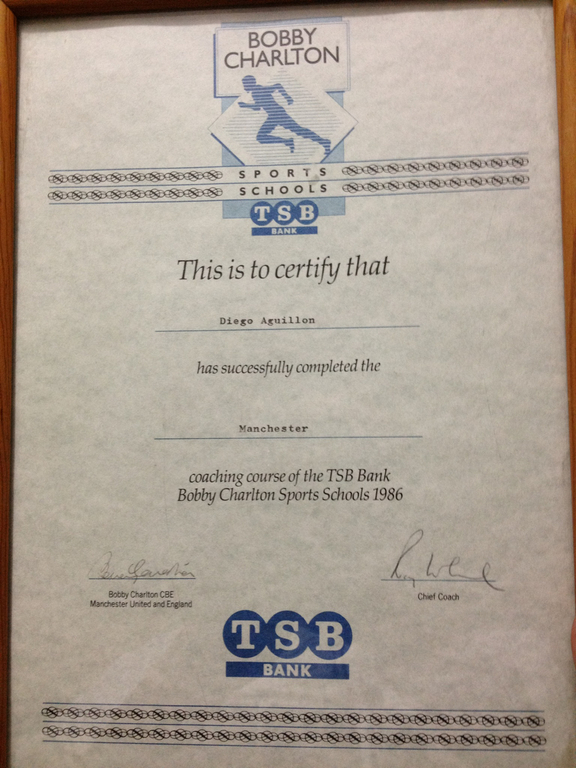 BOBBY
CHARLTON
SPORTS
SCHOOLS
TSB
BANK
This is to certify that
Diego Aguillon
has successfully completed the
Manchester
coaching course of the TSB Bank
Bobby Charlton Sports Schools 1986
Bobby Charlton CBE
Manchester United and England
Chief Coach
TSB
BANK